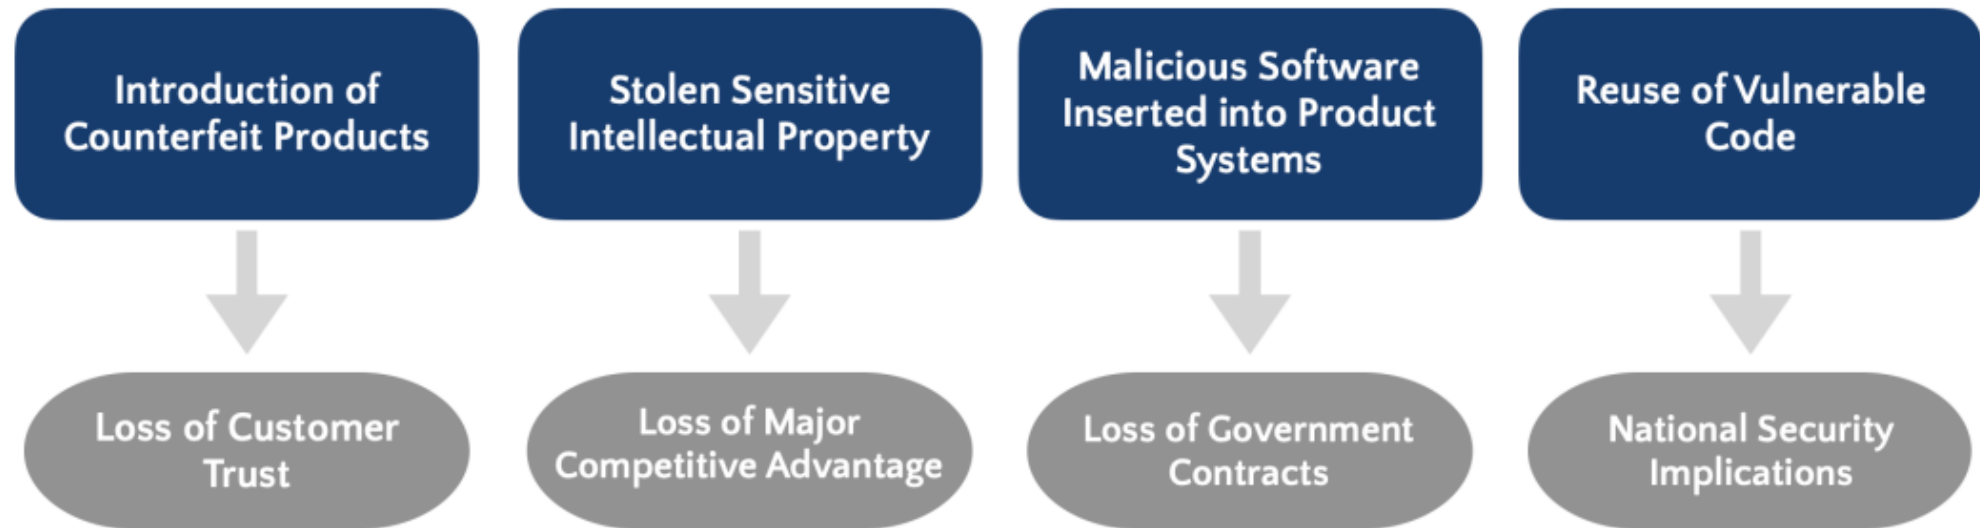 Introduction of
Counterfeit Products
Stolen Sensitive
Intellectual Property
Malicious Software
Inserted into Product
Systems
Reuse of Vulnerable
Code
Loss of Customer
Trust
Loss of Major
Competitive Advantage
Loss of Government
Contracts
National Security
Implications